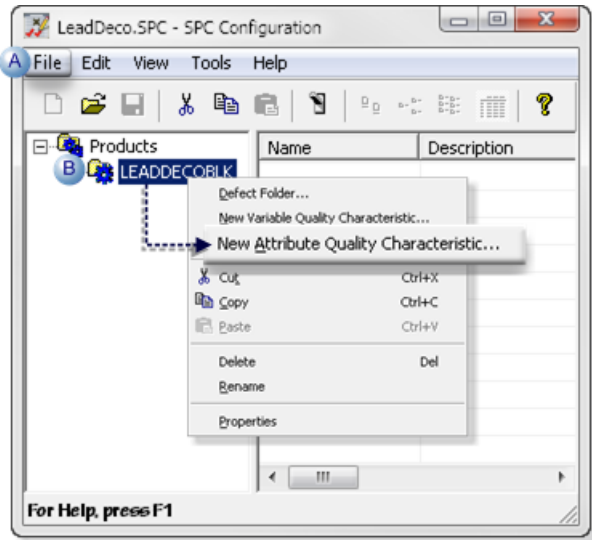 LeadDeco.SPC - SPC Configuration
A File Edit View Tools Help
Products
Name Description
B LEADDECOBLK
Defect Folder...
New Variable Quality Characteristic...
New Attribute Quality Characteristic...
Cut Ctrl+X
Copy Ctrl+C
Paste Ctrl+V
Delete Del
Rename
Properties
For Help, press F1